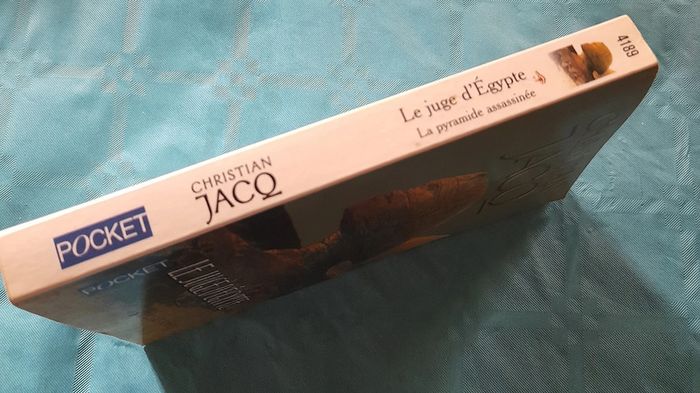 POCKET
CHRISTIAN
JACQ
Le juge d'Égypte
La pyramide assassinée
4189
POCKET